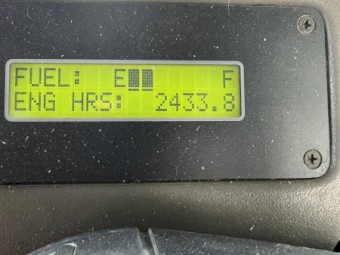 FUEL: E██ F
ENG HRS: 2433.8